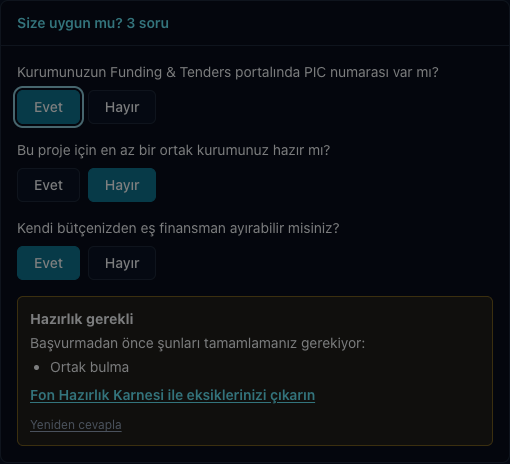 Size uygun mu? 3 soru
Kurumunuzun Funding & Tenders portalında PIC numarası var mı?
Evet Hayır
Bu proje için en az bir ortak kurumunuz hazır mı?
Evet Hayır
Kendi bütçenizden eş finansman ayırabilir misiniz?
Evet Hayır
Hazırlık gerekli
Başvurmadan önce şunları tamamlamanız gerekiyor:
• Ortak bulma
Fon Hazırlık Karnesi ile eksiklerinizi çıkarın
Yeniden cevapla